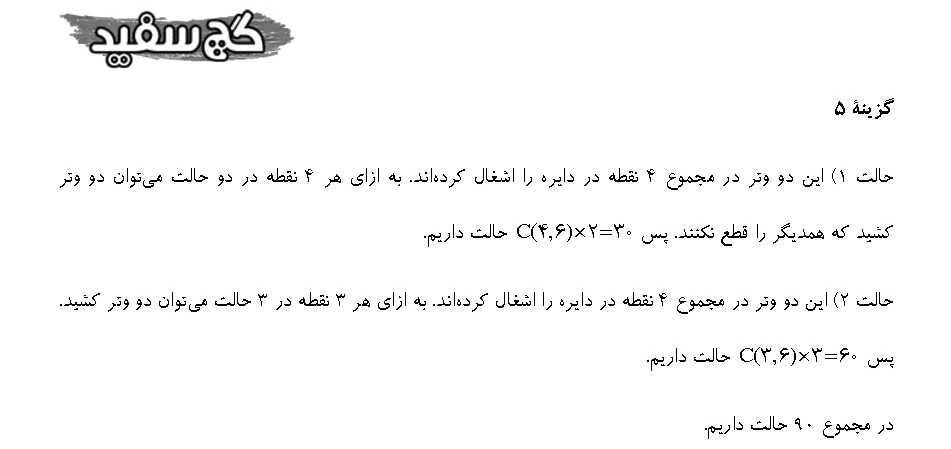 گچ سفید
گزینهٔ ۵
حالت ۱) این دو وتر در مجموع ۴ نقطه در دایره را اشغال کرده‌اند. به ازای هر ۴ نقطه در دو حالت می‌توان دو وتر
کشید که همدیگر را قطع نکنند. پس C(۴,۶)×۲=۳۰ حالت داریم.
حالت ۲) این دو وتر در مجموع ۴ نقطه در دایره را اشغال کرده‌اند. به ازای هر ۳ نقطه در ۳ حالت می‌توان دو وتر کشید.
پس C(۳,۶)×۳=۶۰ حالت داریم.
در مجموع ۹۰ حالت داریم.